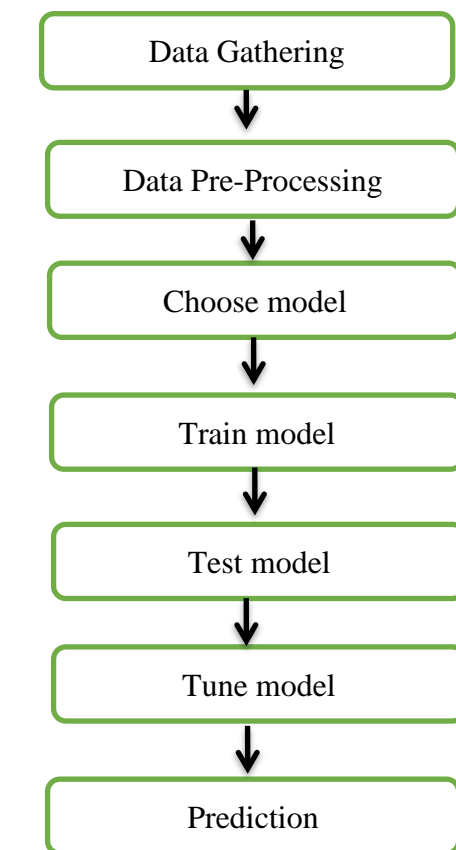 Data Gathering
Data Pre-Processing
Choose model
Train model
Test model
Tune model
Prediction